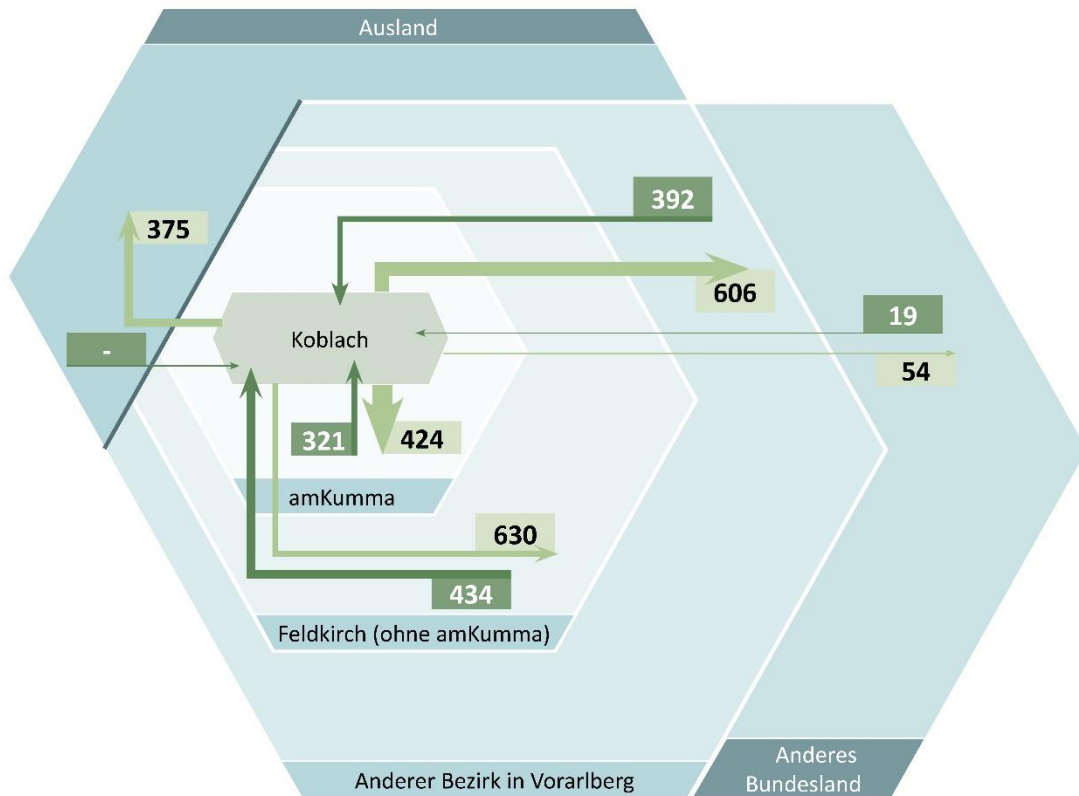 Ausland
392
375
606
19
Koblach
-
54
321
424
amKumma
630
434
Feldkirch (ohne amKumma)
Anderer Bezirk in Vorarlberg
Anderes
Bundesland